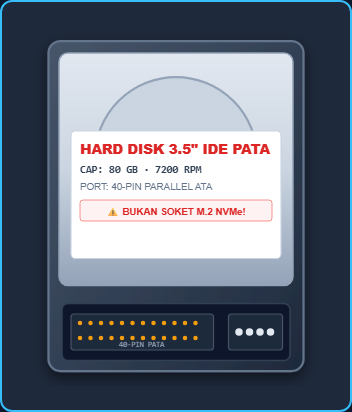 HARD DISK 3.5" IDE PATA
CAP: 80 GB · 7200 RPM
PORT: 40-PIN PARALLEL ATA
⚠️ BUKAN SOKET M.2 NVMe!
40-PIN PATA